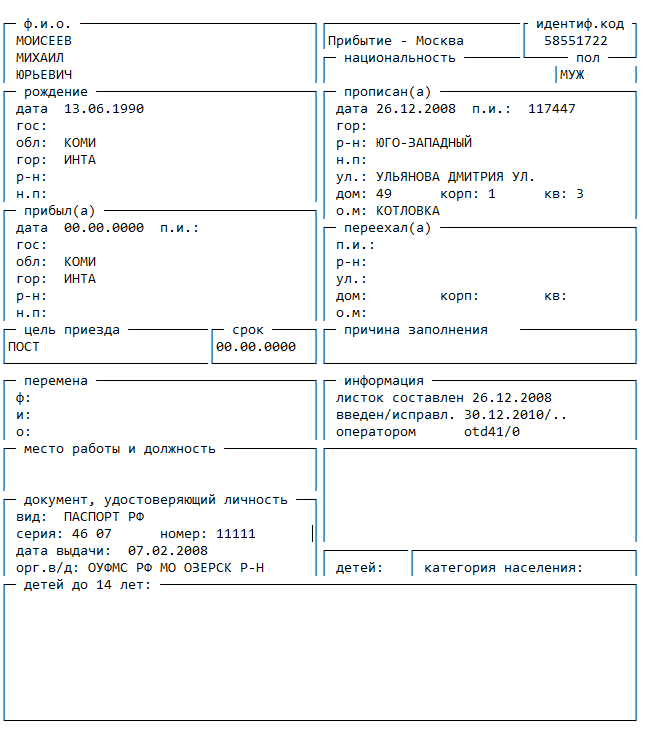 ф.и.о. идентиф.код
МОИСЕЕВ Прибытие - Москва 58551722
МИХАИЛ национальность пол
ЮРЬЕВИЧ МУЖ
рождение прописан(а)
дата 13.06.1990 дата 26.12.2008 п.и.: 117447
гос: гор:
обл: КОМИ р-н: ЮГО-ЗАПАДНЫЙ
гор: ИНТА н.п:
р-н: ул.: УЛЬЯНОВА ДМИТРИЯ УЛ.
н.п: дом: 49 корп: 1 кв: 3
прибыл(а) о.м: КОТЛОВКА
дата 00.00.0000 п.и.: переехал(а)
гос: п.и.:
обл: КОМИ р-н:
гор: ИНТА ул.:
р-н: дом: корп: кв:
н.п: о.м:
цель приезда срок причина заполнения
ПОСТ 00.00.0000
перемена информация
ф: листок составлен 26.12.2008
и: введен/исправл. 30.12.2010/..
о: оператором otd41/0
место работы и должность
документ, удостоверяющий личность
вид: ПАСПОРТ РФ
серия: 46 07 номер: 11111
дата выдачи: 07.02.2008
орг.в/д: ОУФМС РФ МО ОЗЕРСК Р-Н детей: категория населения:
детей до 14 лет: